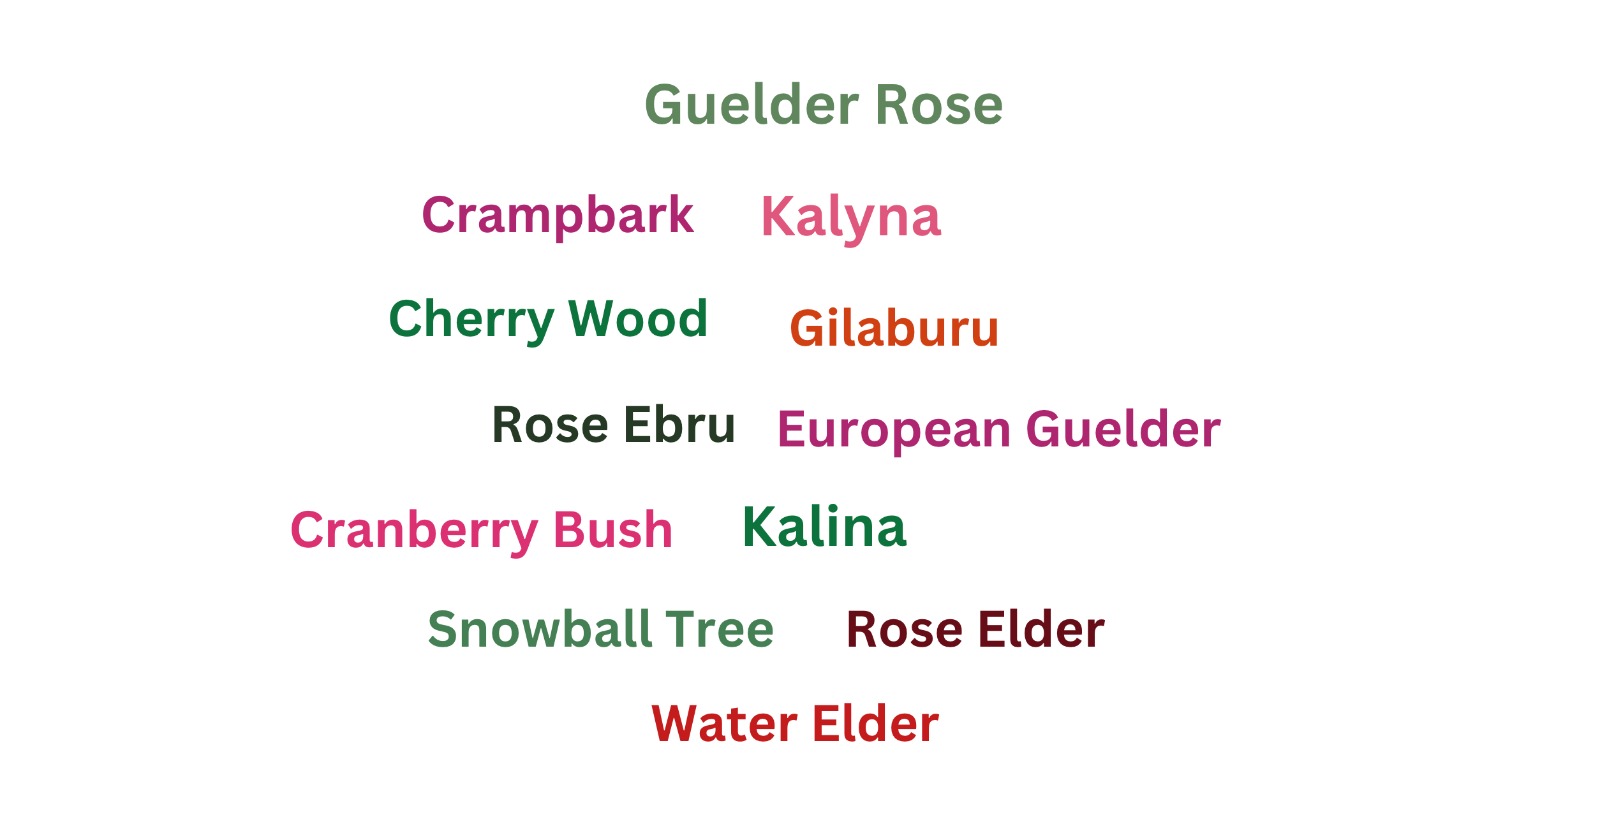 Guelder Rose
Crampbark Kalyna
Cherry Wood Gilaburu
Rose Ebru European Guelder
Cranberry Bush Kalina
Snowball Tree Rose Elder
Water Elder